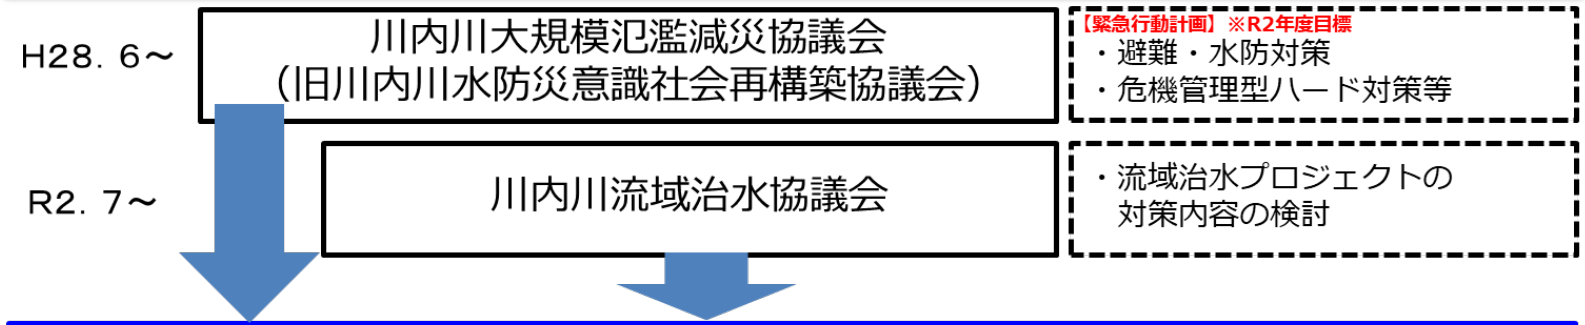 H28. 6～
川内川大規模氾濫減災協議会
（旧川内川水防災意識社会再構築協議会）
【緊急行動計画】※R2年度目標
・避難・水防対策
・危機管理型ハード対策等
R2. 7～
川内川流域治水協議会
・流域治水プロジェクトの
対策内容の検討